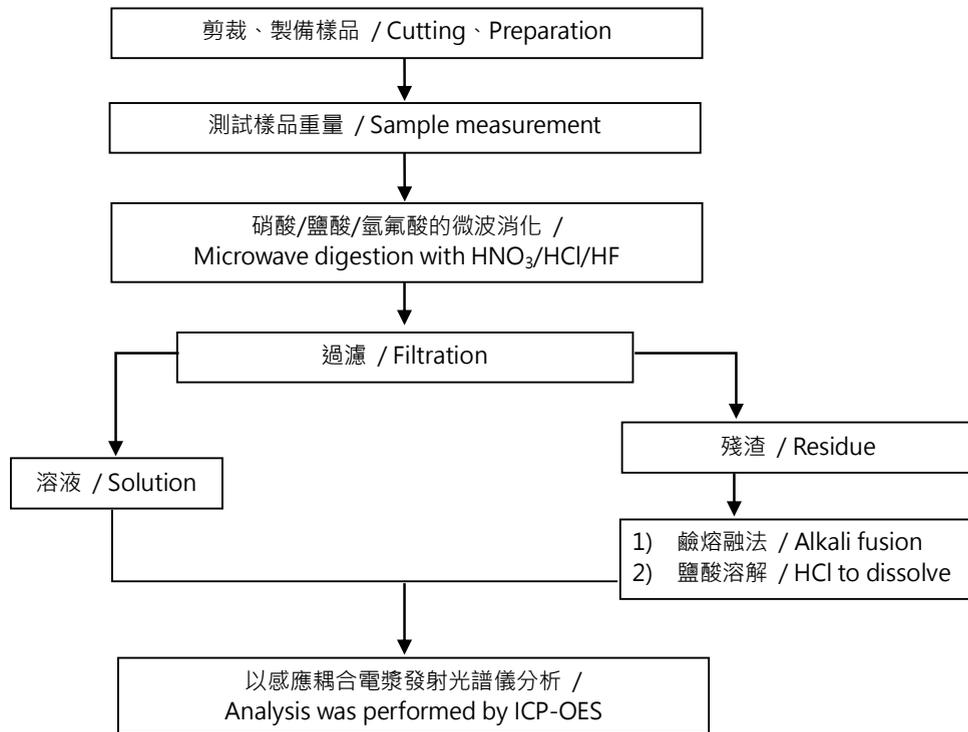 剪裁、製備樣品 / Cutting、Preparation
測試樣品重量 / Sample measurement
硝酸/鹽酸/氫氟酸的微波消化 /
Microwave digestion with HNO₃/HCl/HF
過濾 / Filtration
溶液 / Solution
殘渣 / Residue
1) 鹼熔融法 / Alkali fusion
2) 鹽酸溶解 / HCl to dissolve
以感應耦合電漿發射光譜儀分析 /
Analysis was performed by ICP-OES